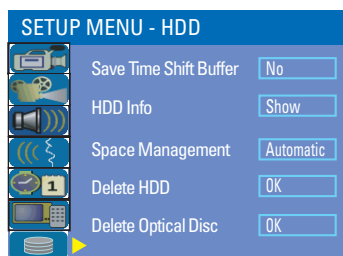 SETUP MENU - HDD
Save Time Shift Buffer No
HDD Info Show
Space Management Automatic
1
Delete HDD OK
Delete Optical Disc OK